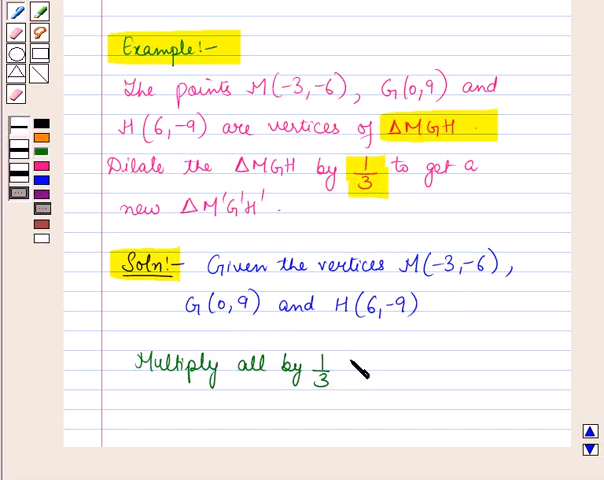 Example:-
The points M(-3,-6), G(0,9) and
H(6,-9) are vertices of ΔMGH.
Dilate the ΔMGH by 1/3 to get a
new ΔM'G'H'.
Soln:- Given the vertices M(-3,-6),
G(0,9) and H(6,-9)
Multiply all by 1/3